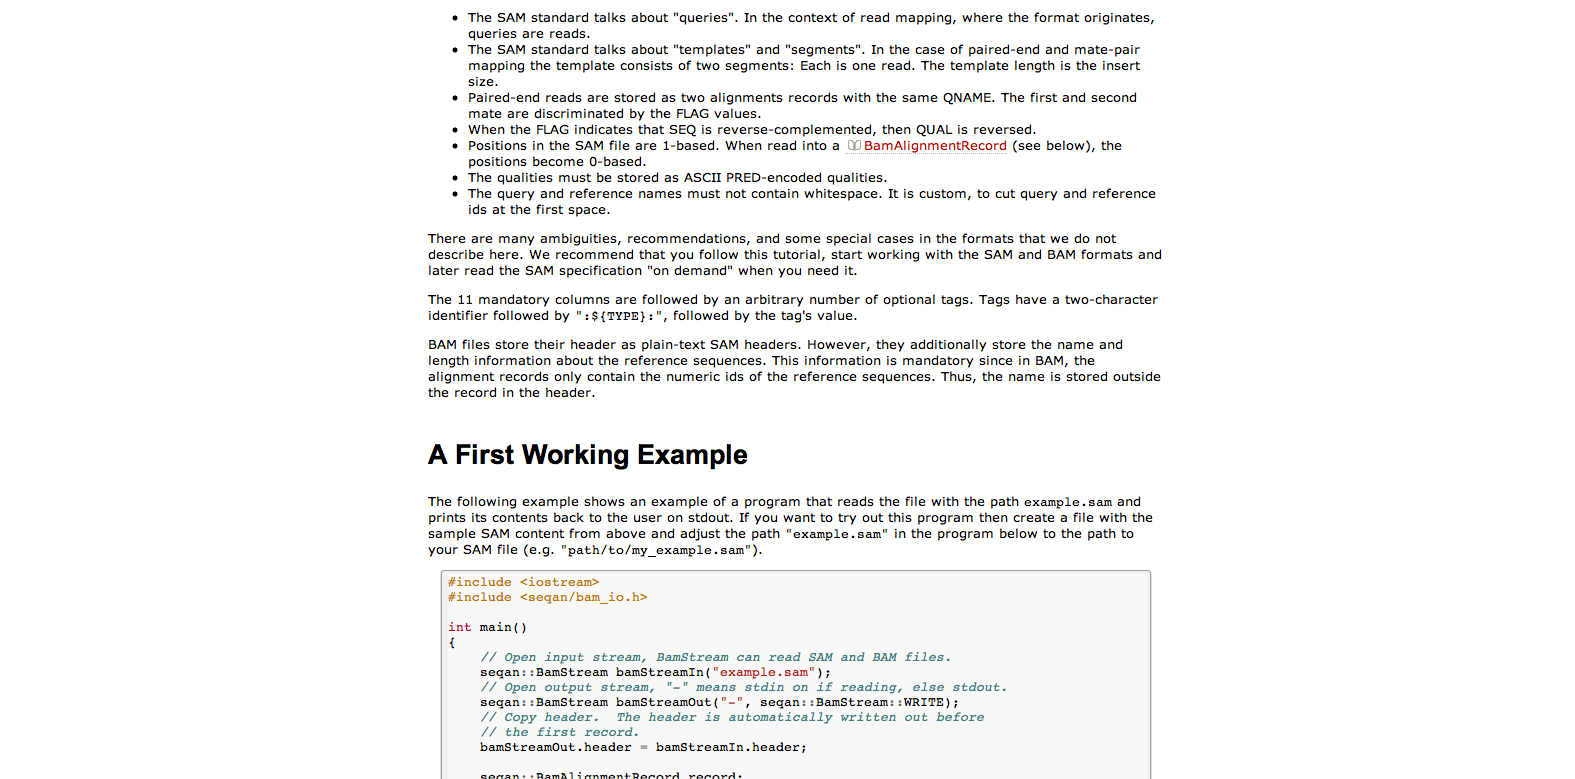 • The SAM standard talks about "queries". In the context of read mapping, where the format originates,
queries are reads.
• The SAM standard talks about "templates" and "segments". In the case of paired-end and mate-pair
mapping the template consists of two segments: Each is one read. The template length is the insert
size.
• Paired-end reads are stored as two alignments records with the same QNAME. The first and second
mate are discriminated by the FLAG values.
• When the FLAG indicates that SEQ is reverse-complemented, then QUAL is reversed.
• Positions in the SAM file are 1-based. When read into a BamAlignmentRecord (see below), the
positions become 0-based.
• The qualities must be stored as ASCII PRED-encoded qualities.
• The query and reference names must not contain whitespace. It is custom, to cut query and reference
ids at the first space.
There are many ambiguities, recommendations, and some special cases in the formats that we do not
describe here. We recommend that you follow this tutorial, start working with the SAM and BAM formats and
later read the SAM specification "on demand" when you need it.
The 11 mandatory columns are followed by an arbitrary number of optional tags. Tags have a two-character
identifier followed by ":${TYPE}:", followed by the tag's value.
BAM files store their header as plain-text SAM headers. However, they additionally store the name and
length information about the reference sequences. This information is mandatory since in BAM, the
alignment records only contain the numeric ids of the reference sequences. Thus, the name is stored outside
the record in the header.
A First Working Example
The following example shows an example of a program that reads the file with the path example.sam and
prints its contents back to the user on stdout. If you want to try out this program then create a file with the
sample SAM content from above and adjust the path "example.sam" in the program below to the path to
your SAM file (e.g. "path/to/my_example.sam").
#include <iostream>
#include <seqan/bam_io.h>
int main()
{
    // Open input stream, BamStream can read SAM and BAM files.
    seqan::BamStream bamStreamIn("example.sam");
    // Open output stream, "-" means stdin on if reading, else stdout.
    seqan::BamStream bamStreamOut("-", seqan::BamStream::WRITE);
    // Copy header.  The header is automatically written out before
    // the first record.
    bamStreamOut.header = bamStreamIn.header;
    seqan::BamAlignmentRecord record;